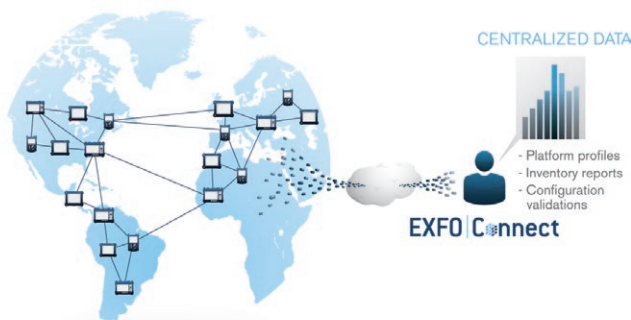 CENTRALIZED DATA
- Platform profiles
- Inventory reports
- Configuration
validations
EXFO Connect